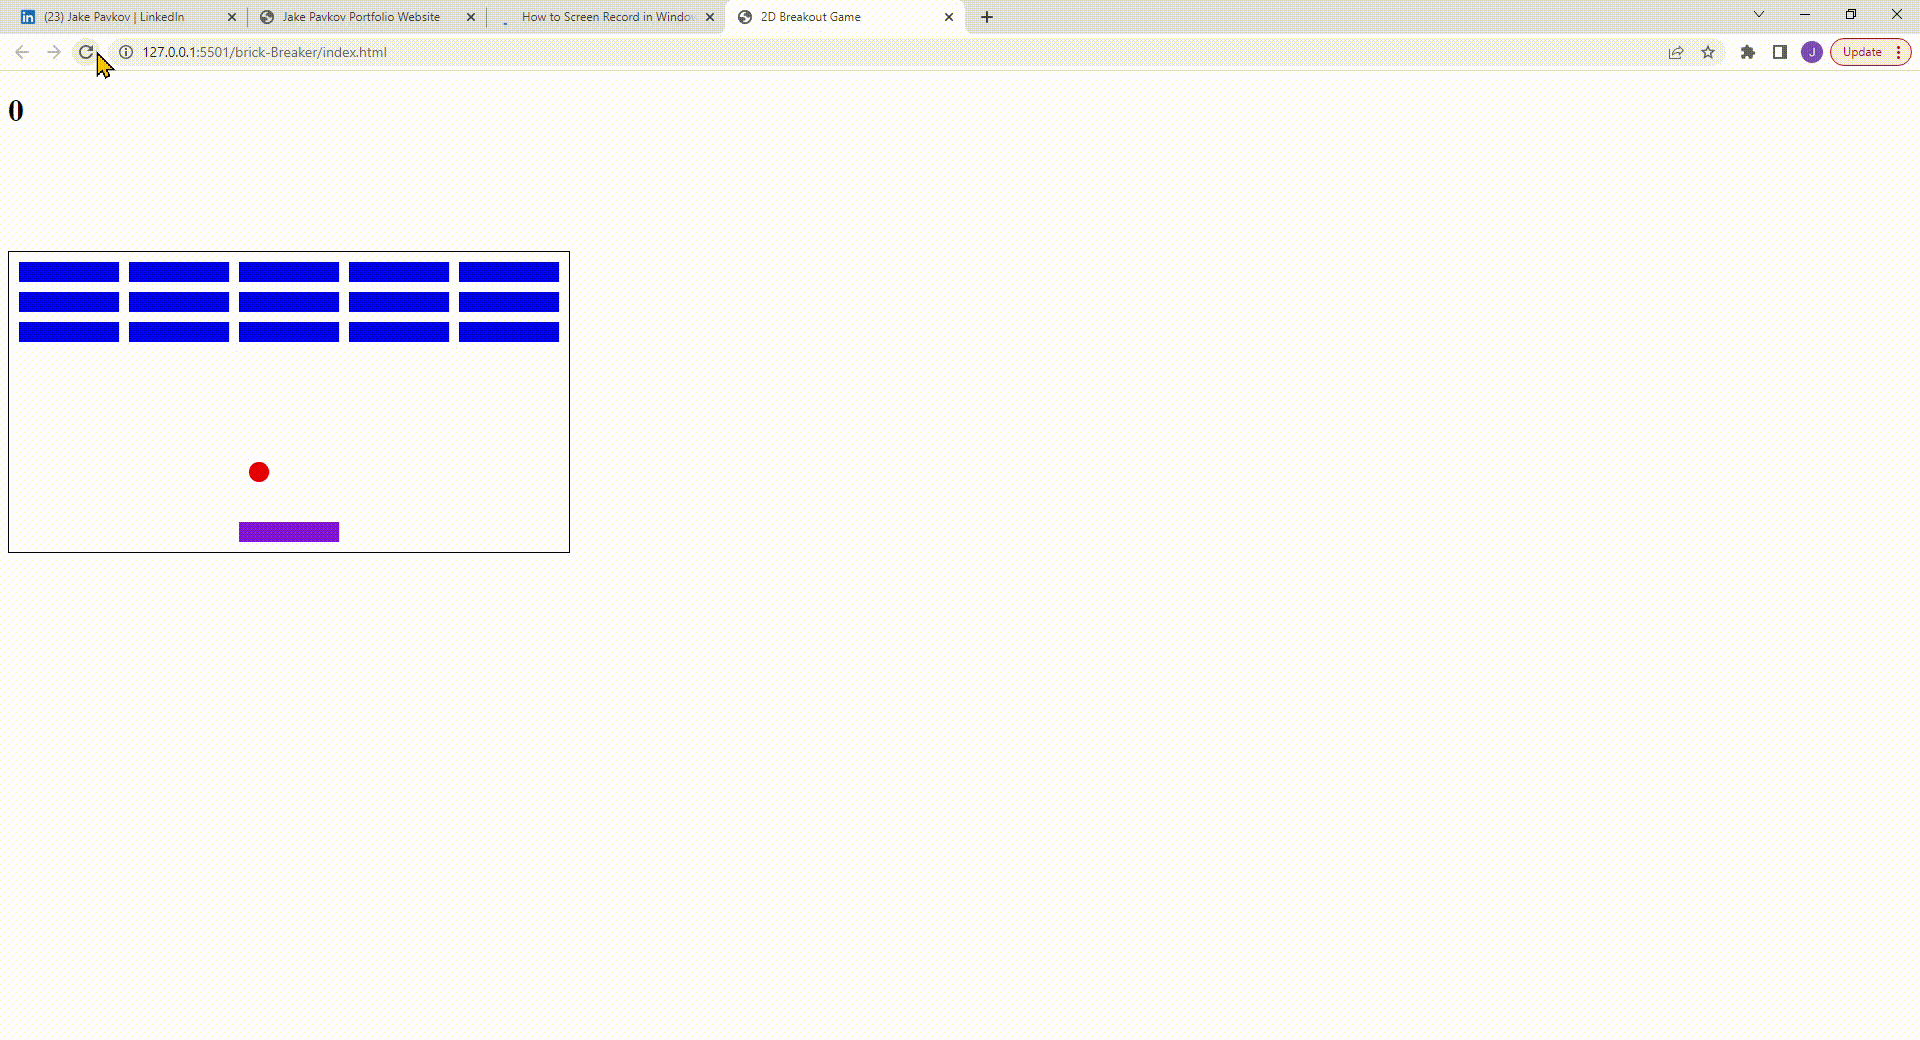 (23) Jake Pavkov | LinkedIn
Jake Pavkov Portfolio Website
How to Screen Record in Windo
2D Breakout Game
127.0.0.1:5501/brick-Breaker/index.html
J
Update
0